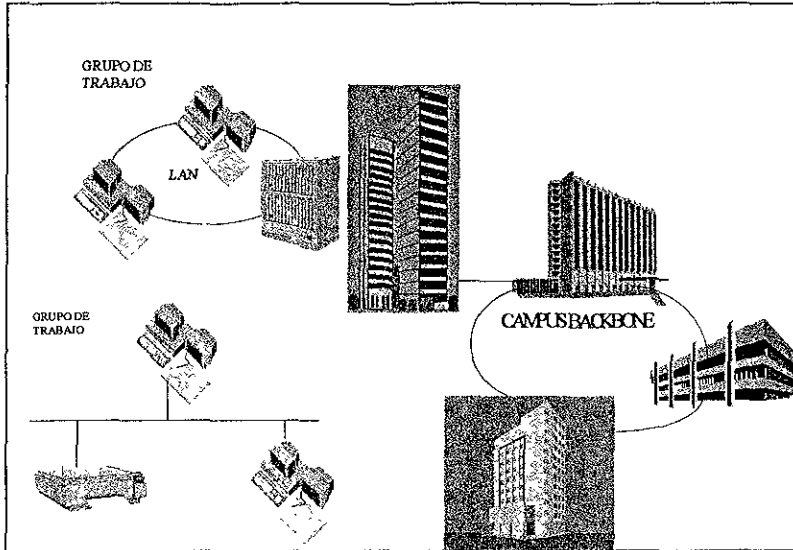 GRUPO DE
TRABAJO
LAN
GRUPO DE
TRABAJO
CAMPUS BACKBONE